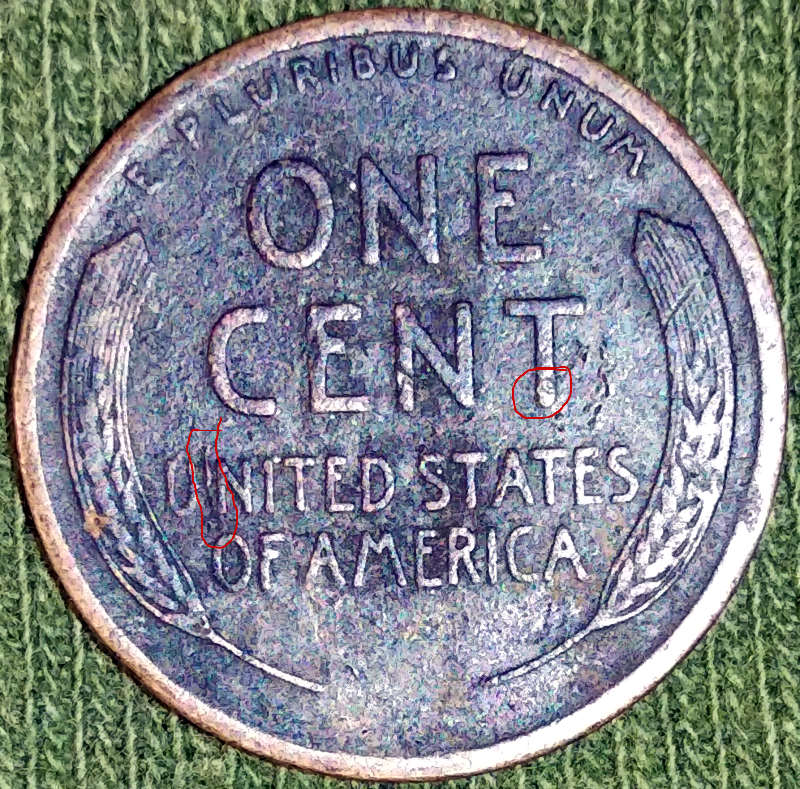 E PLURIBUS UNUM
ONE
CENT
UNITED STATES
OF AMERICA